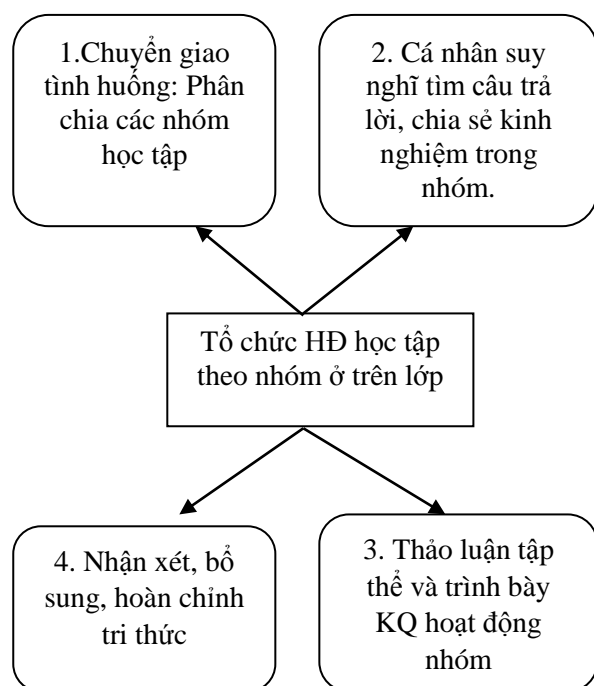 1.Chuyển giao
tình huống: Phân
chia các nhóm
học tập
2. Cá nhân suy
nghĩ tìm câu trả
lời, chia sẻ kinh
nghiệm trong
nhóm.
Tổ chức HĐ học tập
theo nhóm ở trên lớp
4. Nhận xét, bổ
sung, hoàn chỉnh
tri thức
3. Thảo luận tập
thể và trình bày
KQ hoạt động
nhóm